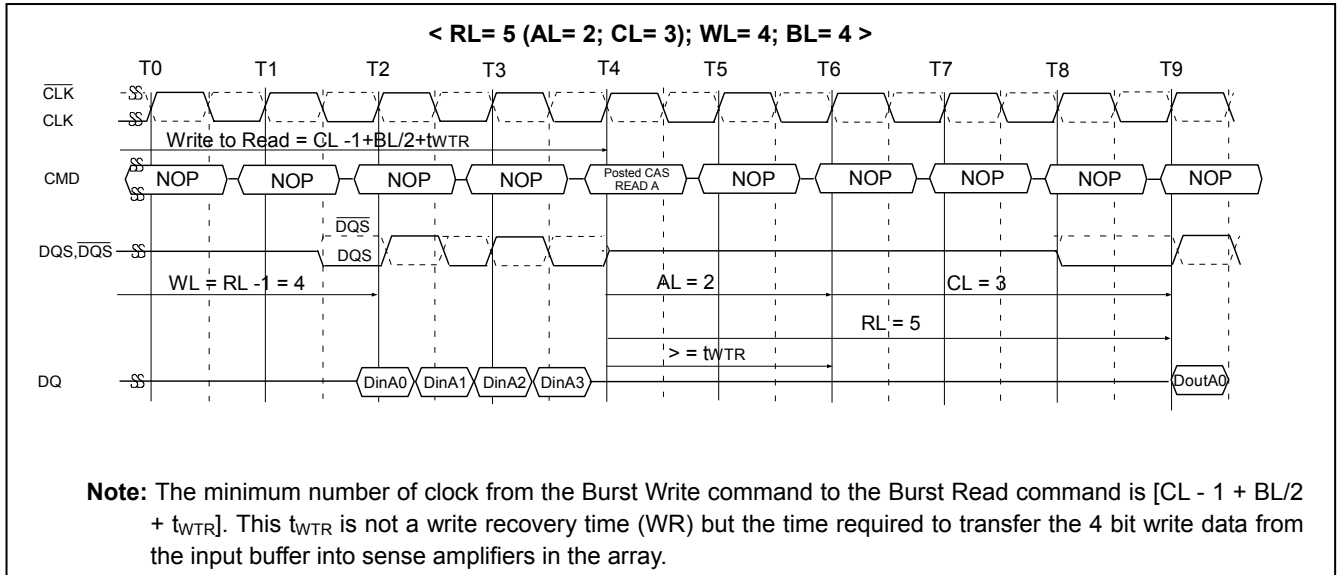 < RL= 5 (AL= 2; CL= 3); WL= 4; BL= 4 >
T0 T1 T2 T3 T4 T5 T6 T7 T8 T9
CLK
CLK
Write to Read = CL -1+BL/2+tWTR
CMD NOP NOP NOP NOP Posted CAS READ A NOP NOP NOP NOP NOP
DQS
DQS,DQS DQS
WL = RL -1 = 4 AL = 2 CL = 3
RL = 5
> = tWTR
DQ DinA0 DinA1 DinA2 DinA3 DoutA0
Note: The minimum number of clock from the Burst Write command to the Burst Read command is [CL - 1 + BL/2
+ tWTR]. This tWTR is not a write recovery time (WR) but the time required to transfer the 4 bit write data from
the input buffer into sense amplifiers in the array.